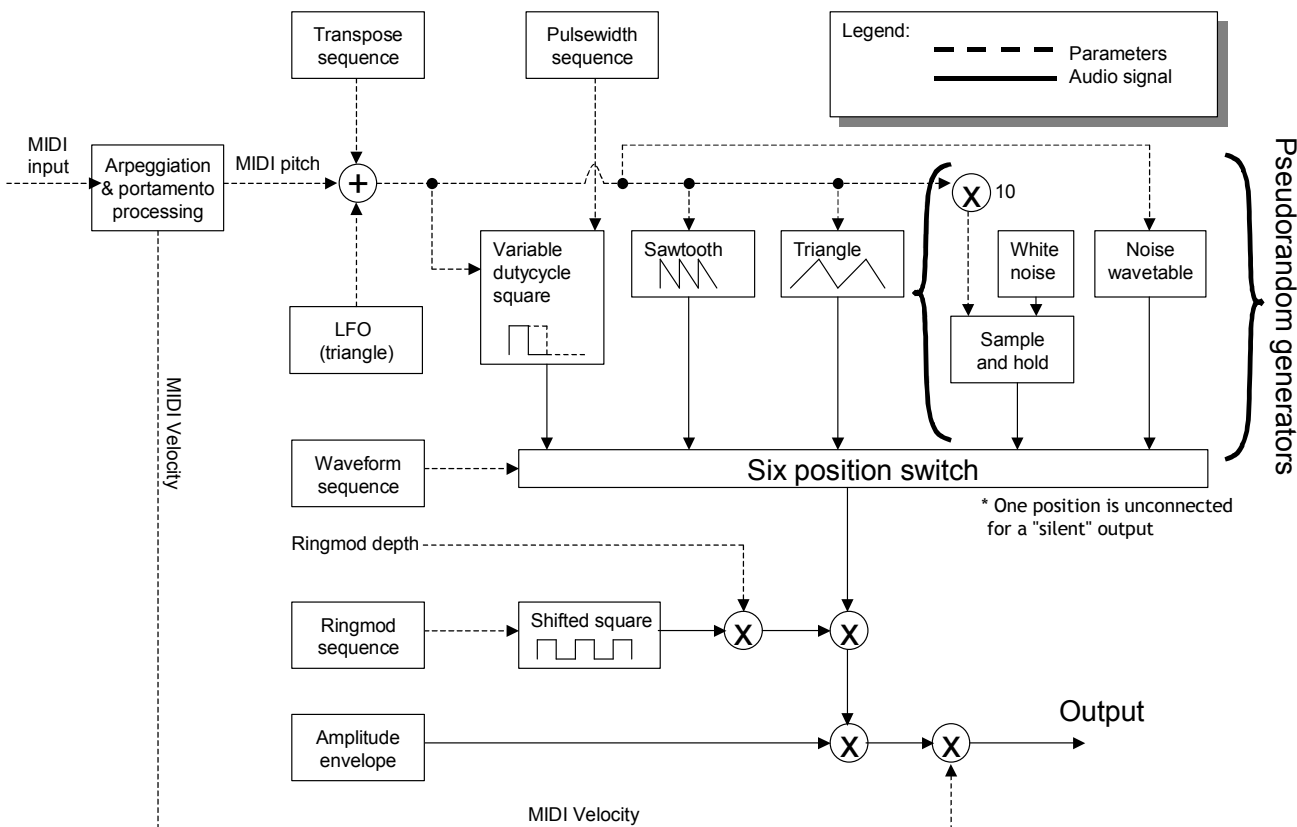 Transpose
sequence
Pulsewidth
sequence
Legend:
Parameters
Audio signal
MIDI
input
Arpeggiation
& portamento
processing
MIDI pitch
+
X
10
Variable
dutycycle
square
Sawtooth
Triangle
White
noise
Noise
wavetable
Sample
and hold
Pseudorandom generators
LFO
(triangle)
MIDI Velocity
Waveform
sequence
Six position switch
* One position is unconnected
for a "silent" output
Ringmod depth
Ringmod
sequence
Shifted square
X
X
Amplitude
envelope
X
X
Output
MIDI Velocity